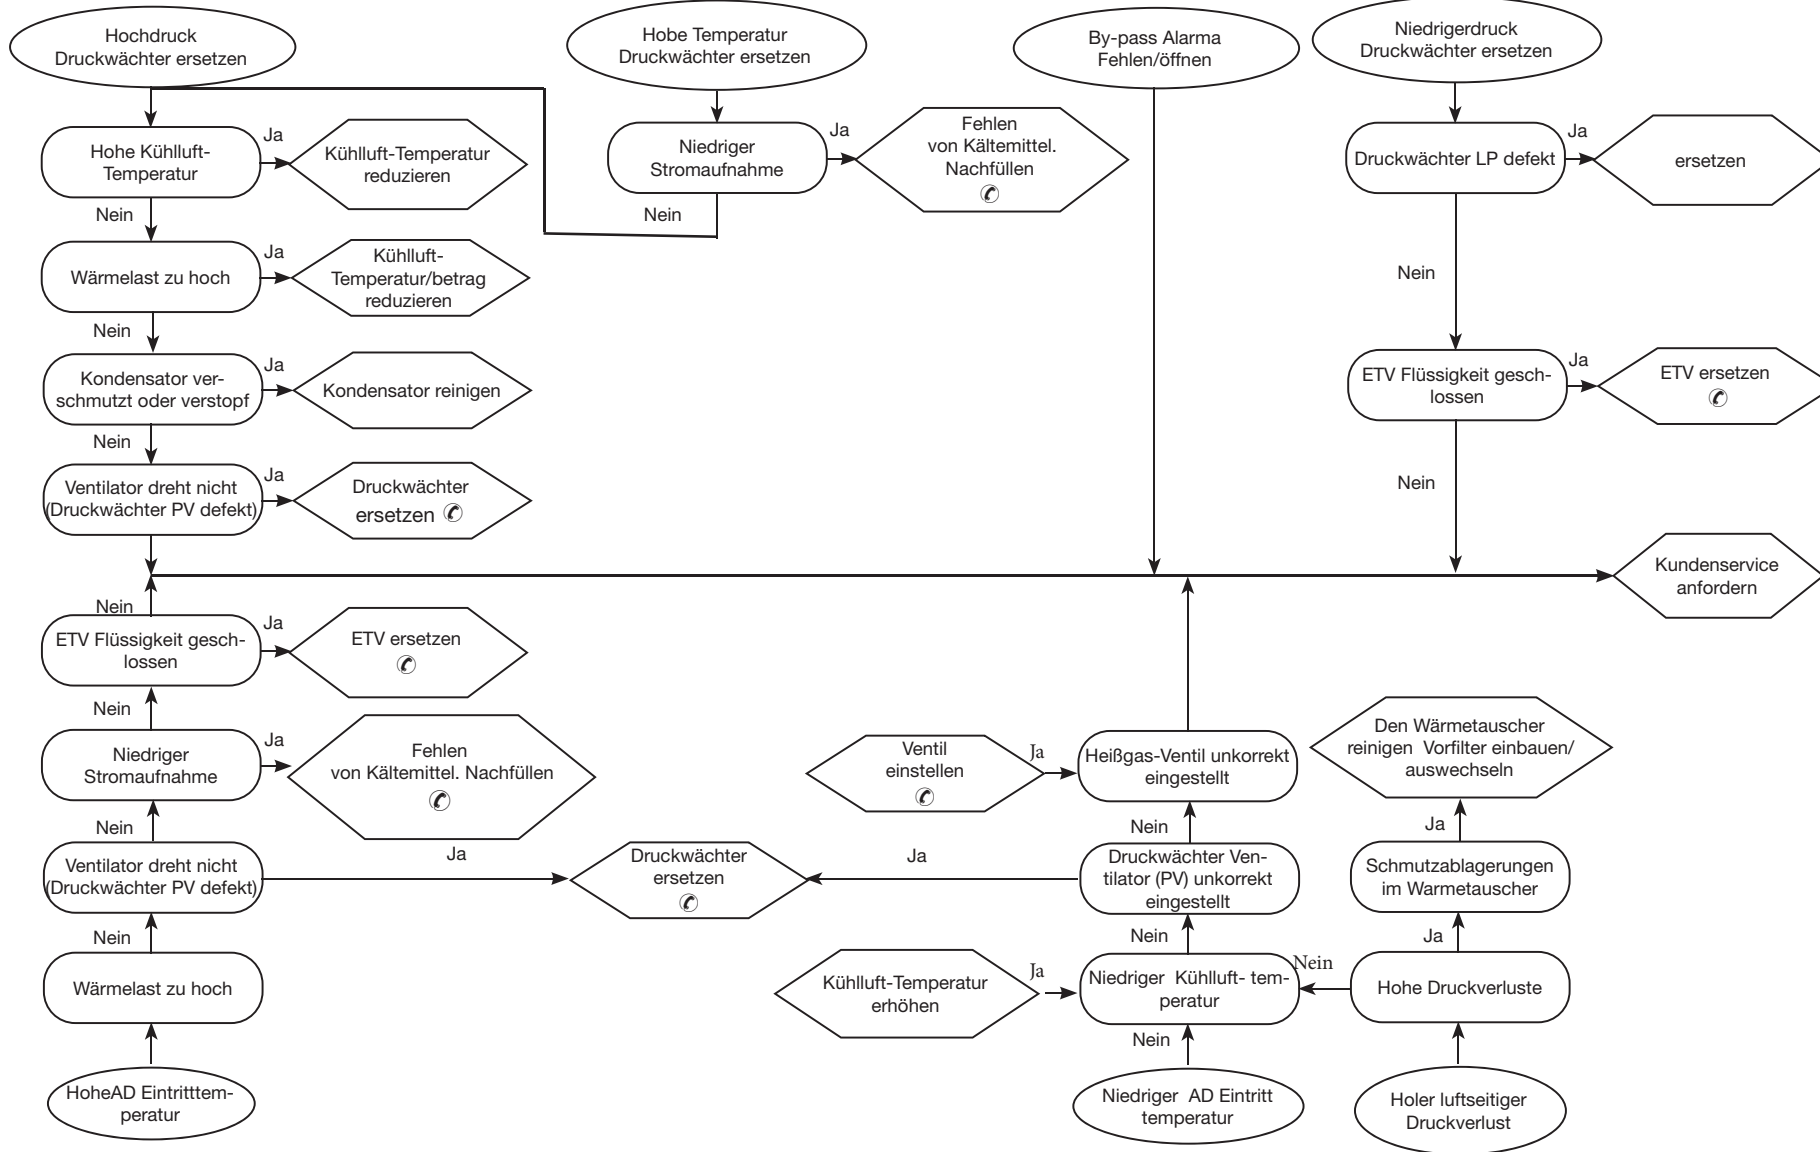 Hochdruck
Druckwächter ersetzen
Hobe Temperatur
Druckwächter ersetzen
By-pass Alarma
Fehlen/öffnen
Niedrigerdruck
Druckwächter ersetzen
Hohe Kühlluft-
Temperatur
Ja
Kühlluft-Temperatur
reduzieren
Nein
Niedriger
Stromaufnahme
Ja
Fehlen
von Kältemittel.
Nachfüllen
Nein
Druckwächter LP defekt
Ja
ersetzen
Nein
Wärmelast zu hoch
Ja
Kühlluft-
Temperatur/betrag
reduzieren
Nein
Kondensator ver-
schmutzt oder verstopf
Ja
Kondensator reinigen
Nein
ETV Flüssigkeit gesch-
lossen
Ja
ETV ersetzen
Nein
Ventilator dreht nicht
(Druckwächter PV defekt)
Ja
Druckwächter
ersetzen
Kundenservice
anfordern
Nein
ETV Flüssigkeit gesch-
lossen
Ja
ETV ersetzen
Nein
Niedriger
Stromaufnahme
Ja
Fehlen
von Kältemittel. Nachfüllen
Ventil
einstellen
Ja
Heißgas-Ventil unkorrekt
eingestellt
Den Wärmetauscher
reinigen Vorfilter einbauen/
auswechseln
Nein
Nein
Ja
Ventilator dreht nicht
(Druckwächter PV defekt)
Ja
Druckwächter
ersetzen
Ja
Druckwächter Ven-
tilator (PV) unkorrekt
eingestellt
Schmutzablagerungen
im Warmetauscher
Nein
Nein
Ja
Wärmelast zu hoch
Kühlluft-Temperatur
erhöhen
Ja
Niedriger Kühlluft- tem-
peratur
Nein
Hohe Druckverluste
Nein
HoheAD Eintritttem-
peratur
Niedriger AD Eintritt
temperatur
Holer luftseitiger
Druckverlust